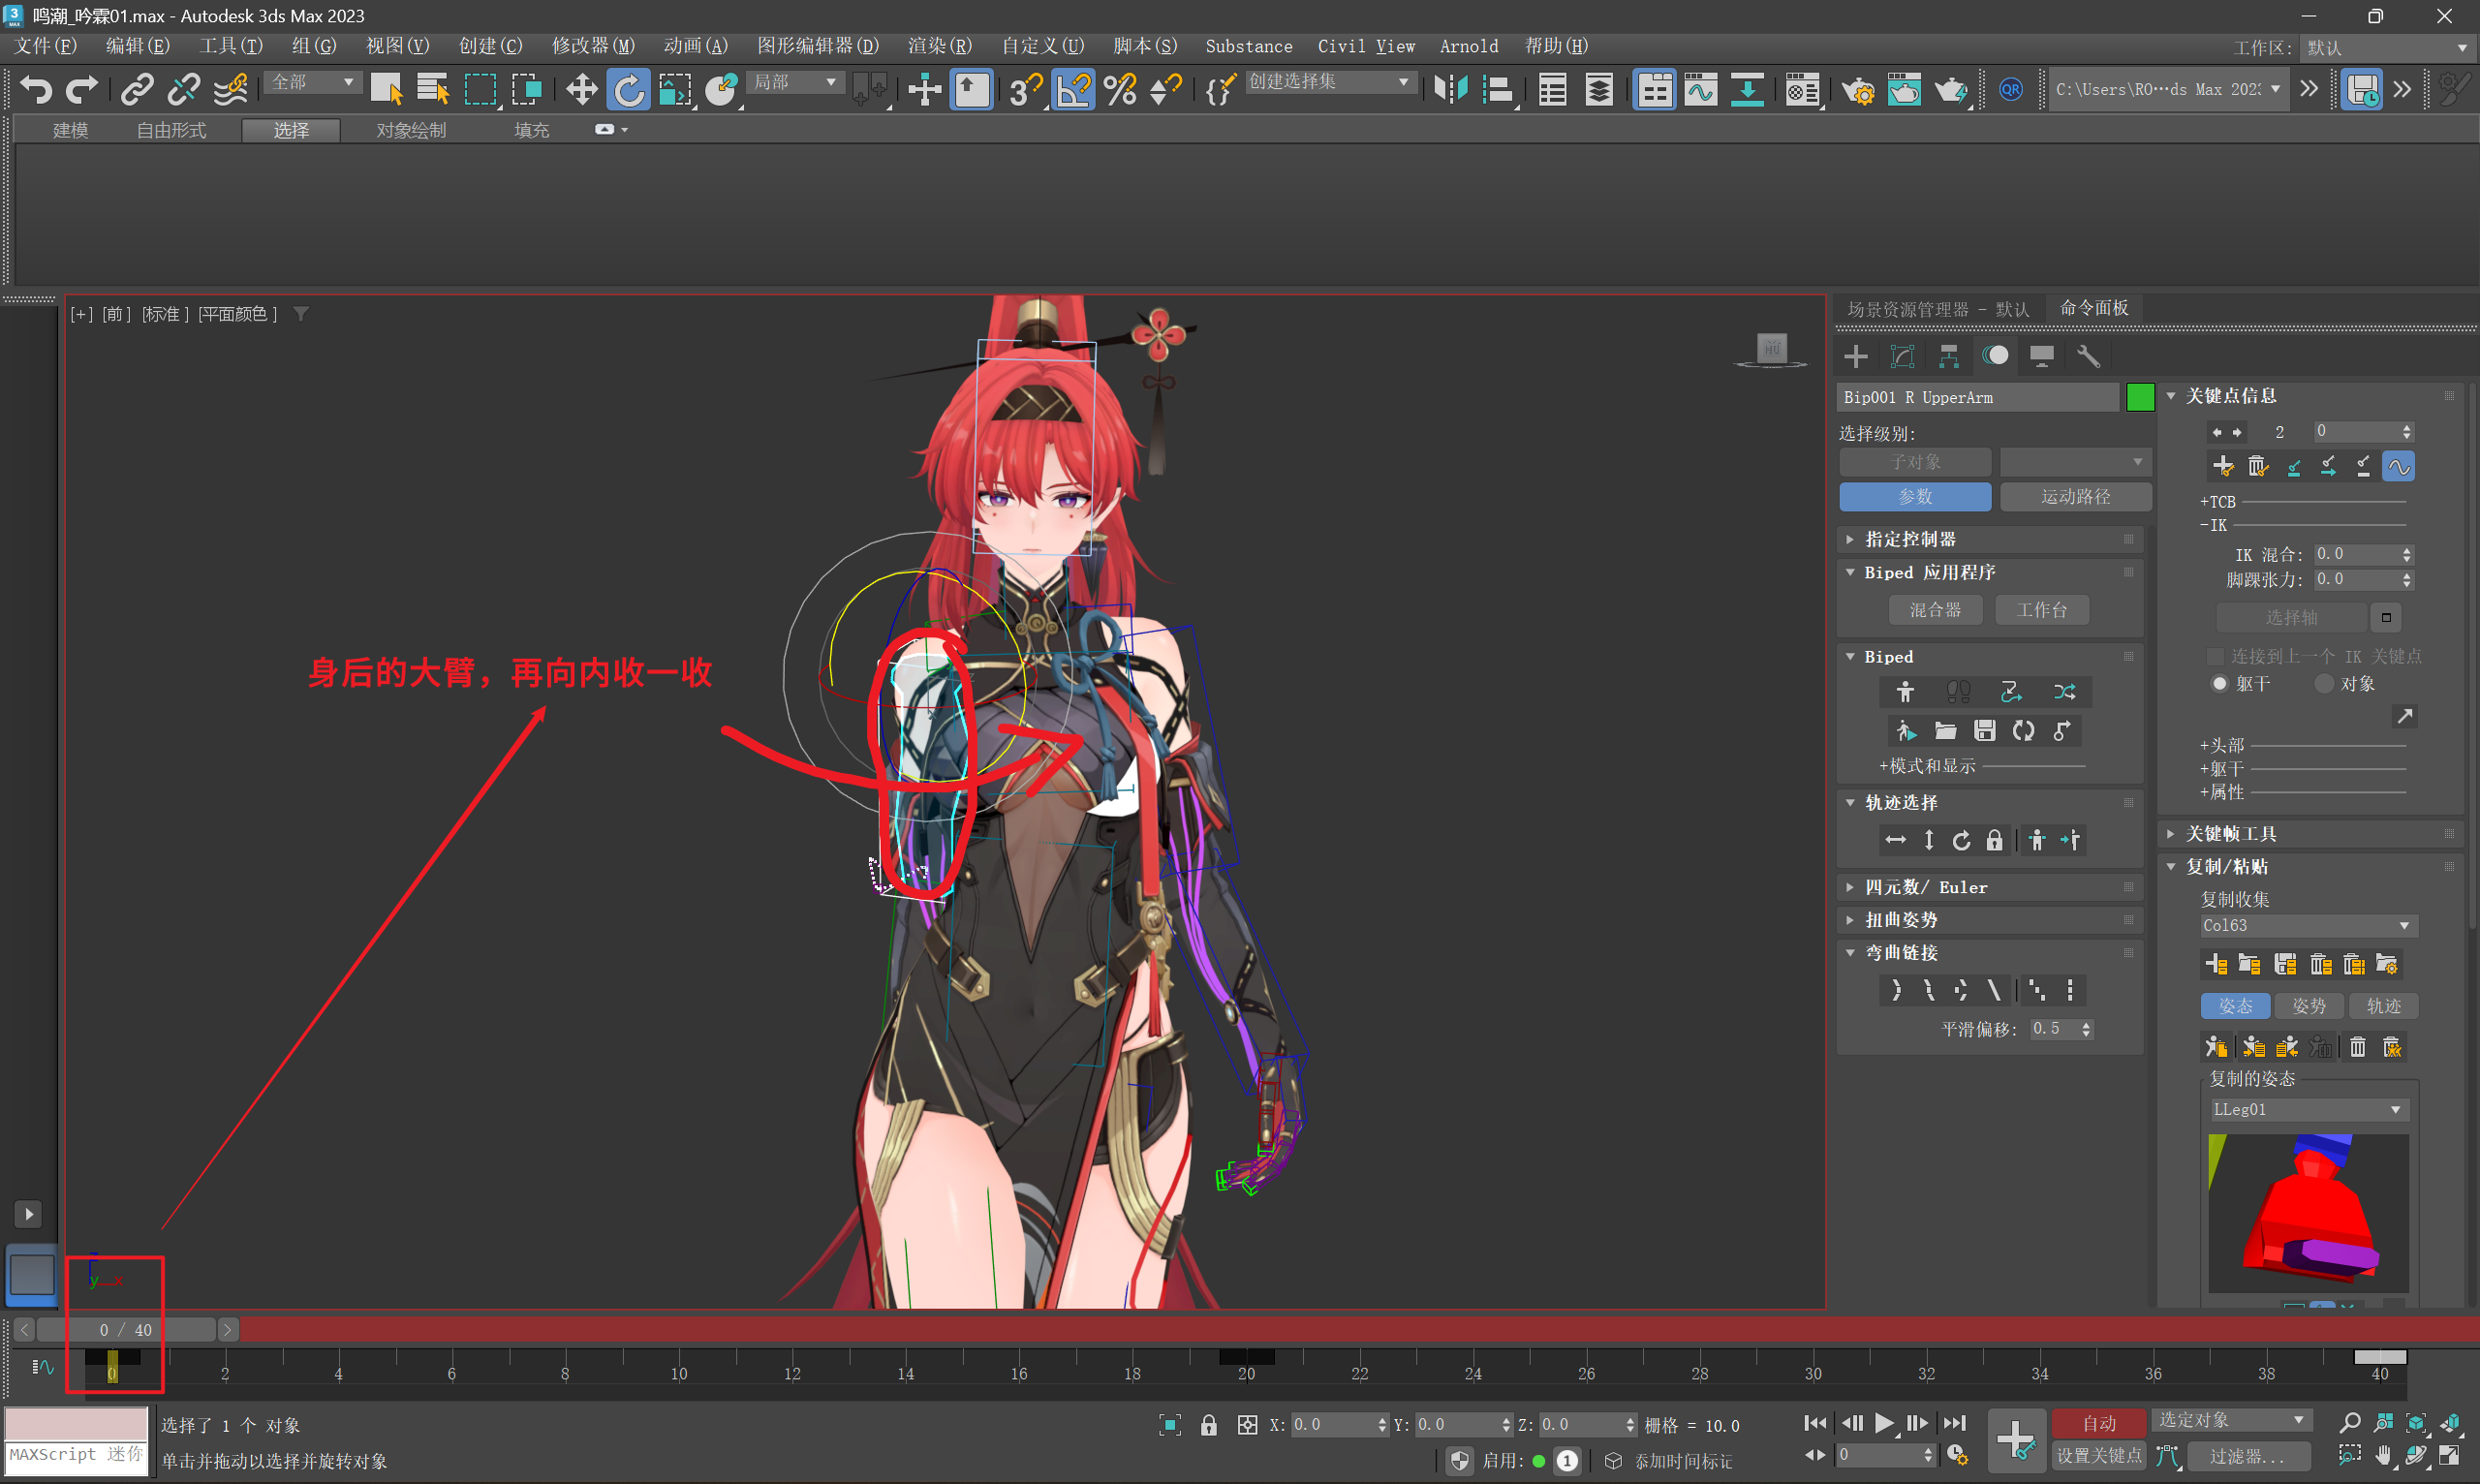 鸣潮_吟霖01.max - Autodesk 3ds Max 2023
文件(F) 编辑(E) 工具(T) 组(G) 视图(V) 创建(C) 修改器(M) 动画(A) 图形编辑器(D) 渲染(R) 自定义(U) 脚本(S) Substance Civil View Arnold 帮助(H)
工作区: 默认
全部
局部
创建选择集
QR
C:\Users\RO…ds Max 202
建模 自由形式 选择 对象绘制 填充
[+] [前] [标准] [平面颜色]
前
身后的大臂，再向内收一收
场景资源管理器 - 默认 命令面板
Bip001 R UpperArm
选择级别:
子对象
参数 运动路径
指定控制器
Biped 应用程序
混合器 工作台
Biped
+模式和显示
轨迹选择
四元数/ Euler
扭曲姿势
弯曲链接
平滑偏移: 0.5
关键点信息
2 0
+TCB
-IK
IK 混合: 0.0
脚踝张力: 0.0
选择轴
连接到上一个 IK 关键点
躯干 对象
+头部
+躯干
+属性
关键帧工具
复制/粘贴
复制收集
Col63
姿态 姿势 轨迹
复制的姿态
LLeg01
y x
0 / 40
0 2 4 6 8 10 12 14 16 18 20 22 24 26 28 30 32 34 36 38 40
选择了 1 个 对象
X: 0.0 Y: 0.0 Z: 0.0 栅格 = 10.0
自动 选定对象
MAXScript 迷你
单击并拖动以选择并旋转对象
启用: 1 添加时间标记
0
设置关键点 过滤器...